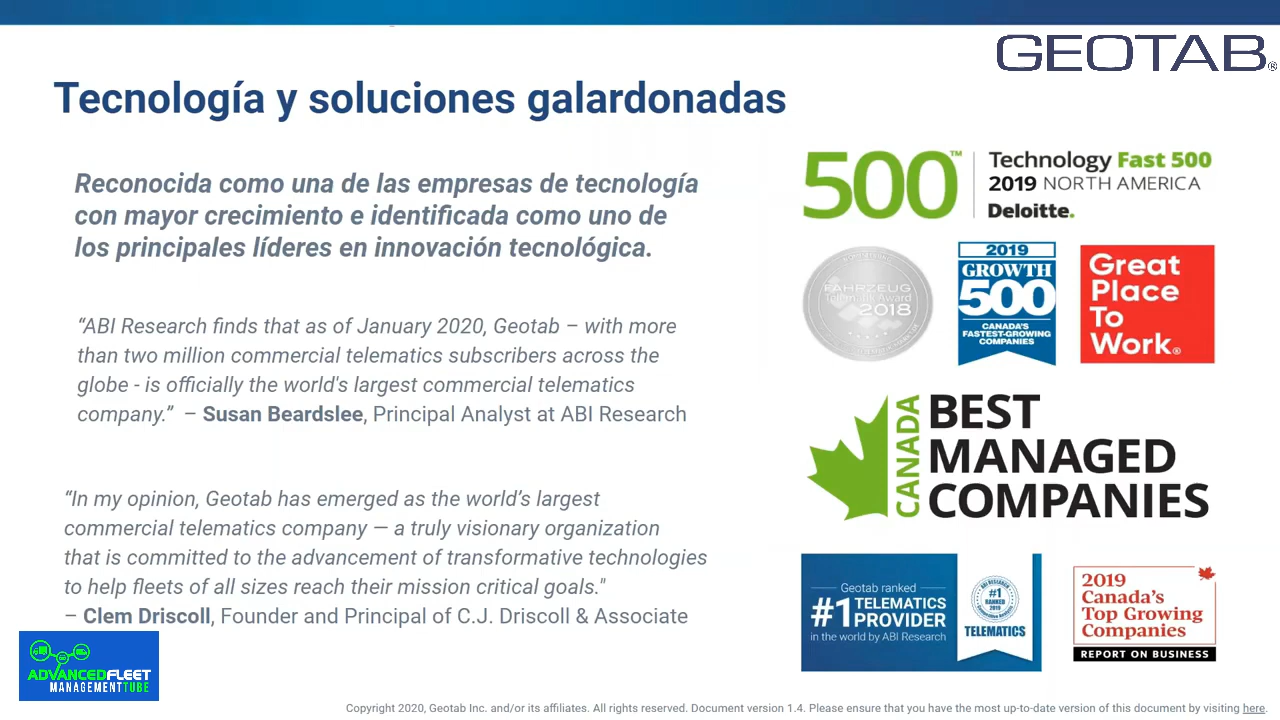 GEOTAB®
Tecnología y soluciones galardonadas
Reconocida como una de las empresas de tecnología
con mayor crecimiento e identificada como uno de
los principales líderes en innovación tecnológica.
“ABI Research finds that as of January 2020, Geotab – with more
than two million commercial telematics subscribers across the
globe - is officially the world's largest commercial telematics
company.” – Susan Beardslee, Principal Analyst at ABI Research
“In my opinion, Geotab has emerged as the world’s largest
commercial telematics company — a truly visionary organization
that is committed to the advancement of transformative technologies
to help fleets of all sizes reach their mission critical goals."
– Clem Driscoll, Founder and Principal of C.J. Driscoll & Associate
500™
Technology Fast 500
2019 NORTH AMERICA
Deloitte.
FAHRZEUG
Telematik Award
2018
2019
GROWTH
500
CANADA'S
FASTEST-GROWING
COMPANIES
Great
Place
To
Work®
CANADA
BEST
MANAGED
COMPANIES
Geotab ranked
#1 TELEMATICS
PROVIDER
in the world by ABI Research
ABI RESEARCH
#1
RANKED
2019
TELEMATICS
2019
Canada's
Top Growing
Companies
REPORT ON BUSINESS
ADVANCEDFLEET
MANAGEMENTTUBE
Copyright 2020, Geotab Inc. and/or its affiliates. All rights reserved. Document version 1.4. Please ensure that you have the most up-to-date version of this document by visiting here.